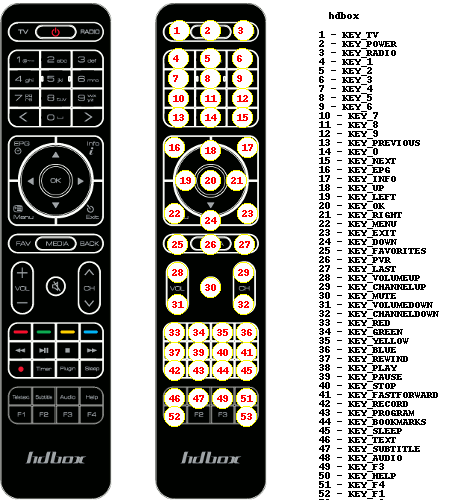 TV RADIO
1 @--- 2 abc 3 def
4 ghi 5 jkl 6 mno
7 8 tuv 9
< 0 >
EPG Info
i
OK
Menu Exit
FAV MEDIA BACK
+
VOL CH
−
Timer Plugin Sleep
Subtitle Audio Help
F1 F2 F3 F4
hdbox
1 2 3
4 5 6
7 8 9
10 11 12
13 14 15
16 18 17
19 20 21
22 24 23
25 26 27
28 29
VOL 30 CH
31 32
33 34 35 36
37 39 40 41
42 43 44 45
46 47 49 51
52 F2 F3 53
hdbox
hdbox
1 - KEY_TV
2 - KEY_POWER
3 - KEY_RADIO
4 - KEY_1
5 - KEY_2
6 - KEY_3
7 - KEY_4
8 - KEY_5
9 - KEY_6
10 - KEY_7
11 - KEY_8
12 - KEY_9
13 - KEY_PREVIOUS
14 - KEY_0
15 - KEY_NEXT
16 - KEY_EPG
17 - KEY_INFO
18 - KEY_UP
19 - KEY_LEFT
20 - KEY_OK
21 - KEY_RIGHT
22 - KEY_MENU
23 - KEY_EXIT
24 - KEY_DOWN
25 - KEY_FAVORITES
26 - KEY_PVR
27 - KEY_LAST
28 - KEY_VOLUMEUP
29 - KEY_CHANNELUP
30 - KEY_MUTE
31 - KEY_VOLUMEDOWN
32 - KEY_CHANNELDOWN
33 - KEY_RED
34 - KEY_GREEN
35 - KEY_YELLOW
36 - KEY_BLUE
37 - KEY_REWIND
38 - KEY_PLAY
39 - KEY_PAUSE
40 - KEY_STOP
41 - KEY_FASTFORWARD
42 - KEY_RECORD
43 - KEY_PROGRAM
44 - KEY_BOOKMARKS
45 - KEY_SLEEP
46 - KEY_TEXT
47 - KEY_SUBTITLE
48 - KEY_AUDIO
49 - KEY_F3
50 - KEY_HELP
51 - KEY_F4
52 - KEY_F1